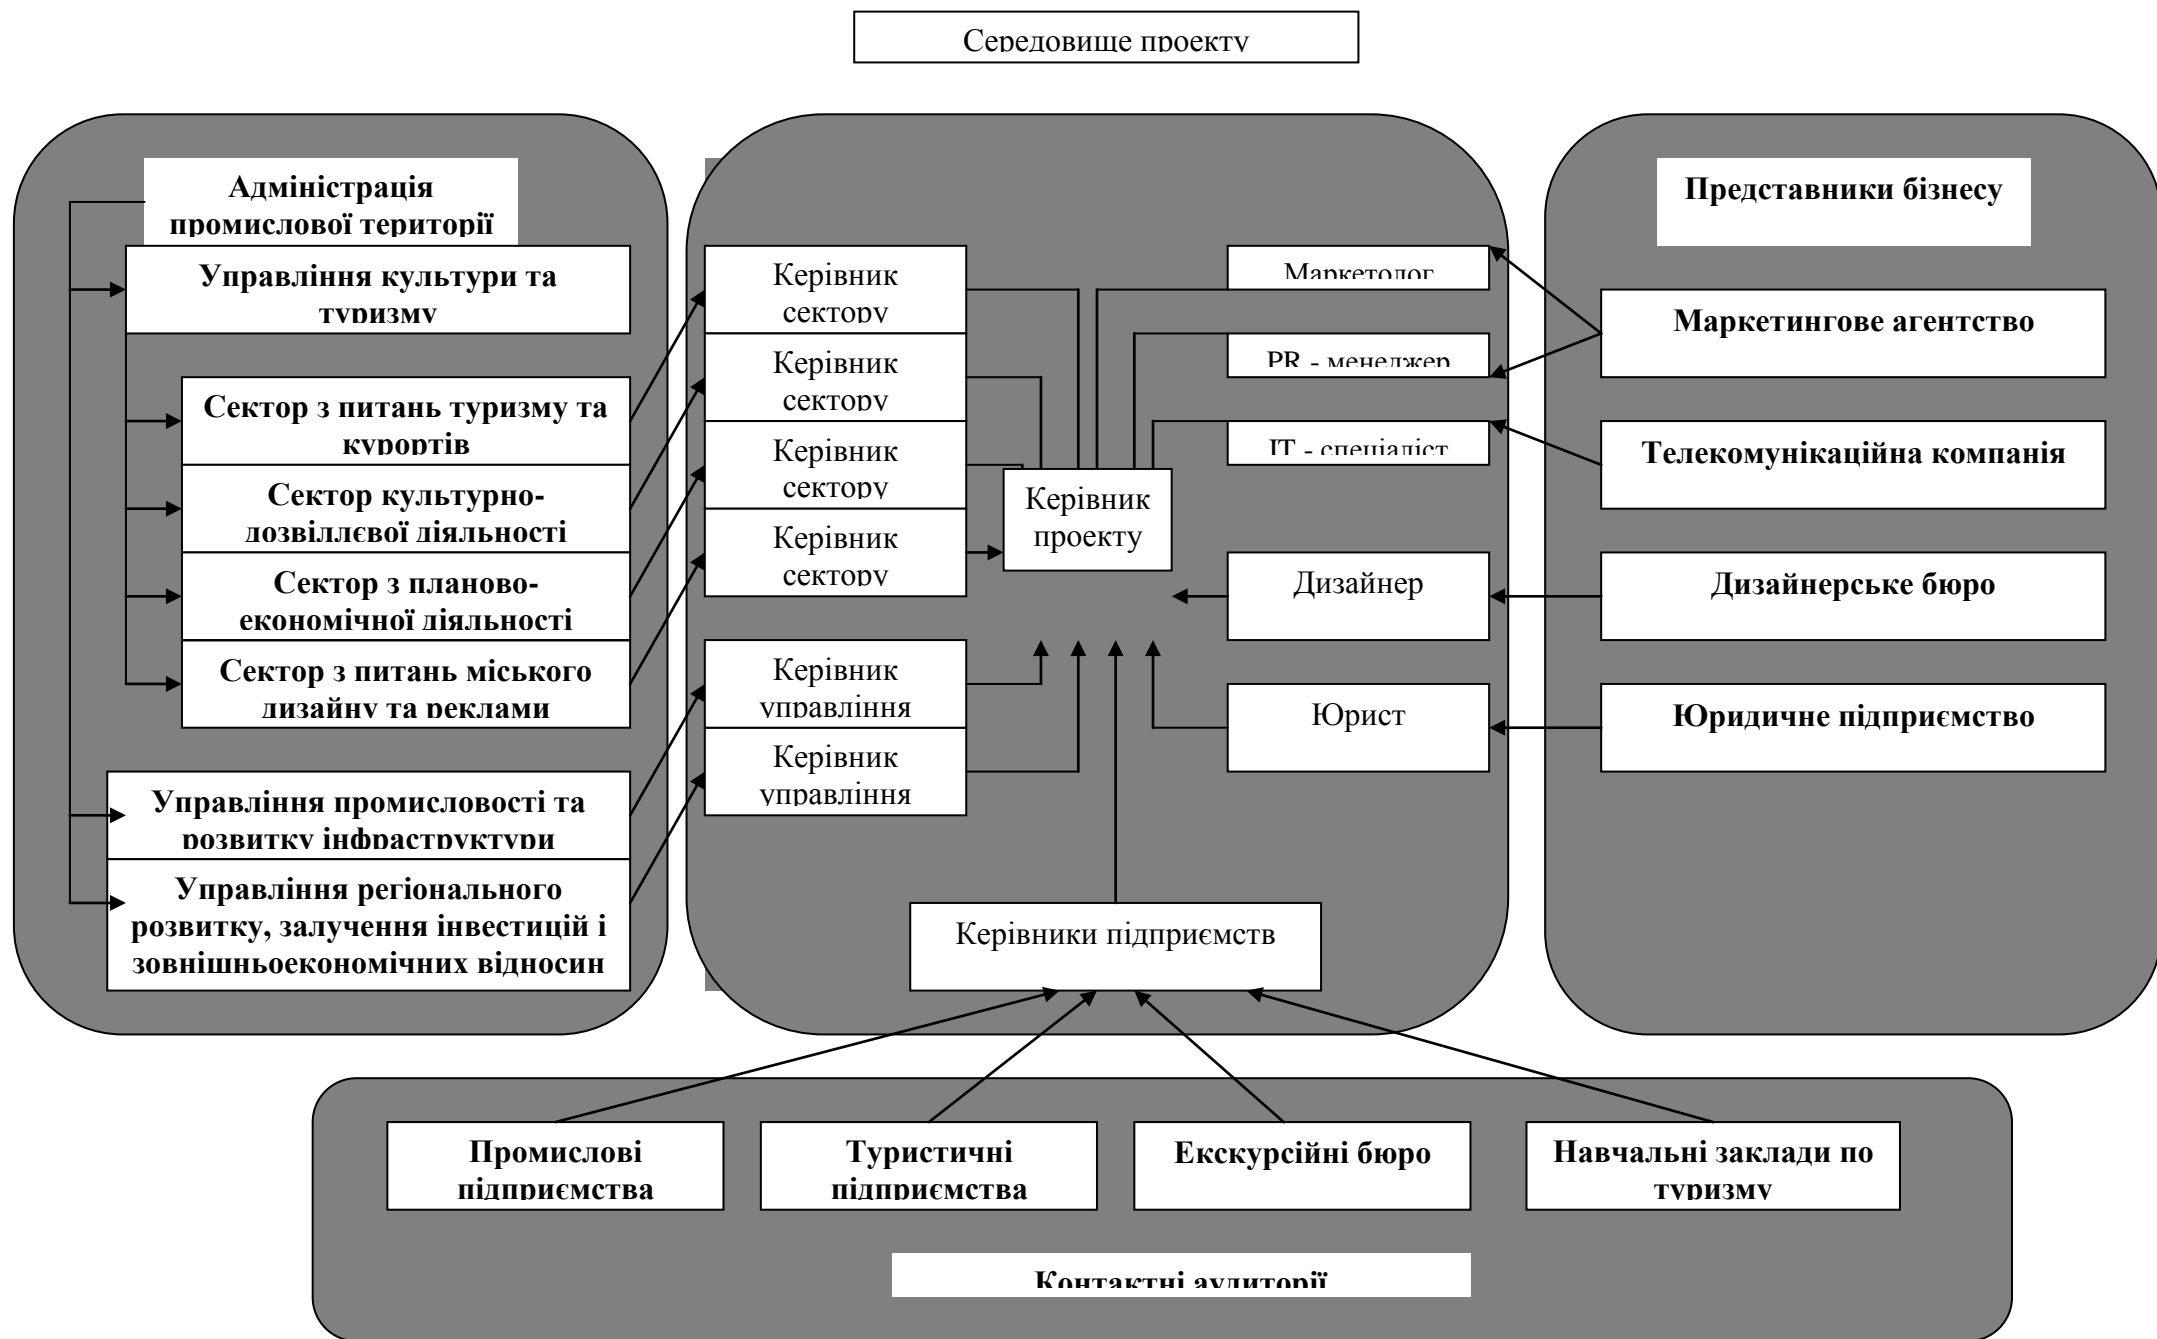 Середовище проекту
Адміністрація
промислової території
Управління культури та
туризму
Сектор з питань туризму та
курортів
Сектор культурно-
дозвіллєвої діяльності
Сектор з планово-
економічної діяльності
Сектор з питань міського
дизайну та реклами
Управління промисловості та
розвитку інфраструктури
Управління регіонального
розвитку, залучення інвестицій і
зовнішньоекономічних відносин
Керівник
сектору
Керівник
сектору
Керівник
сектору
Керівник
сектору
Керівник
управління
Керівник
управління
Керівник
проекту
Маркетолог
PR - менеджер
ІТ - спеціаліст
Дизайнер
Юрист
Керівники підприємств
Представники бізнесу
Маркетингове агентство
Телекомунікаційна компанія
Дизайнерське бюро
Юридичне підприємство
Промислові
підприємства
Туристичні
підприємства
Екскурсійні бюро
Навчальні заклади по
туризму
Контактні аудиторії